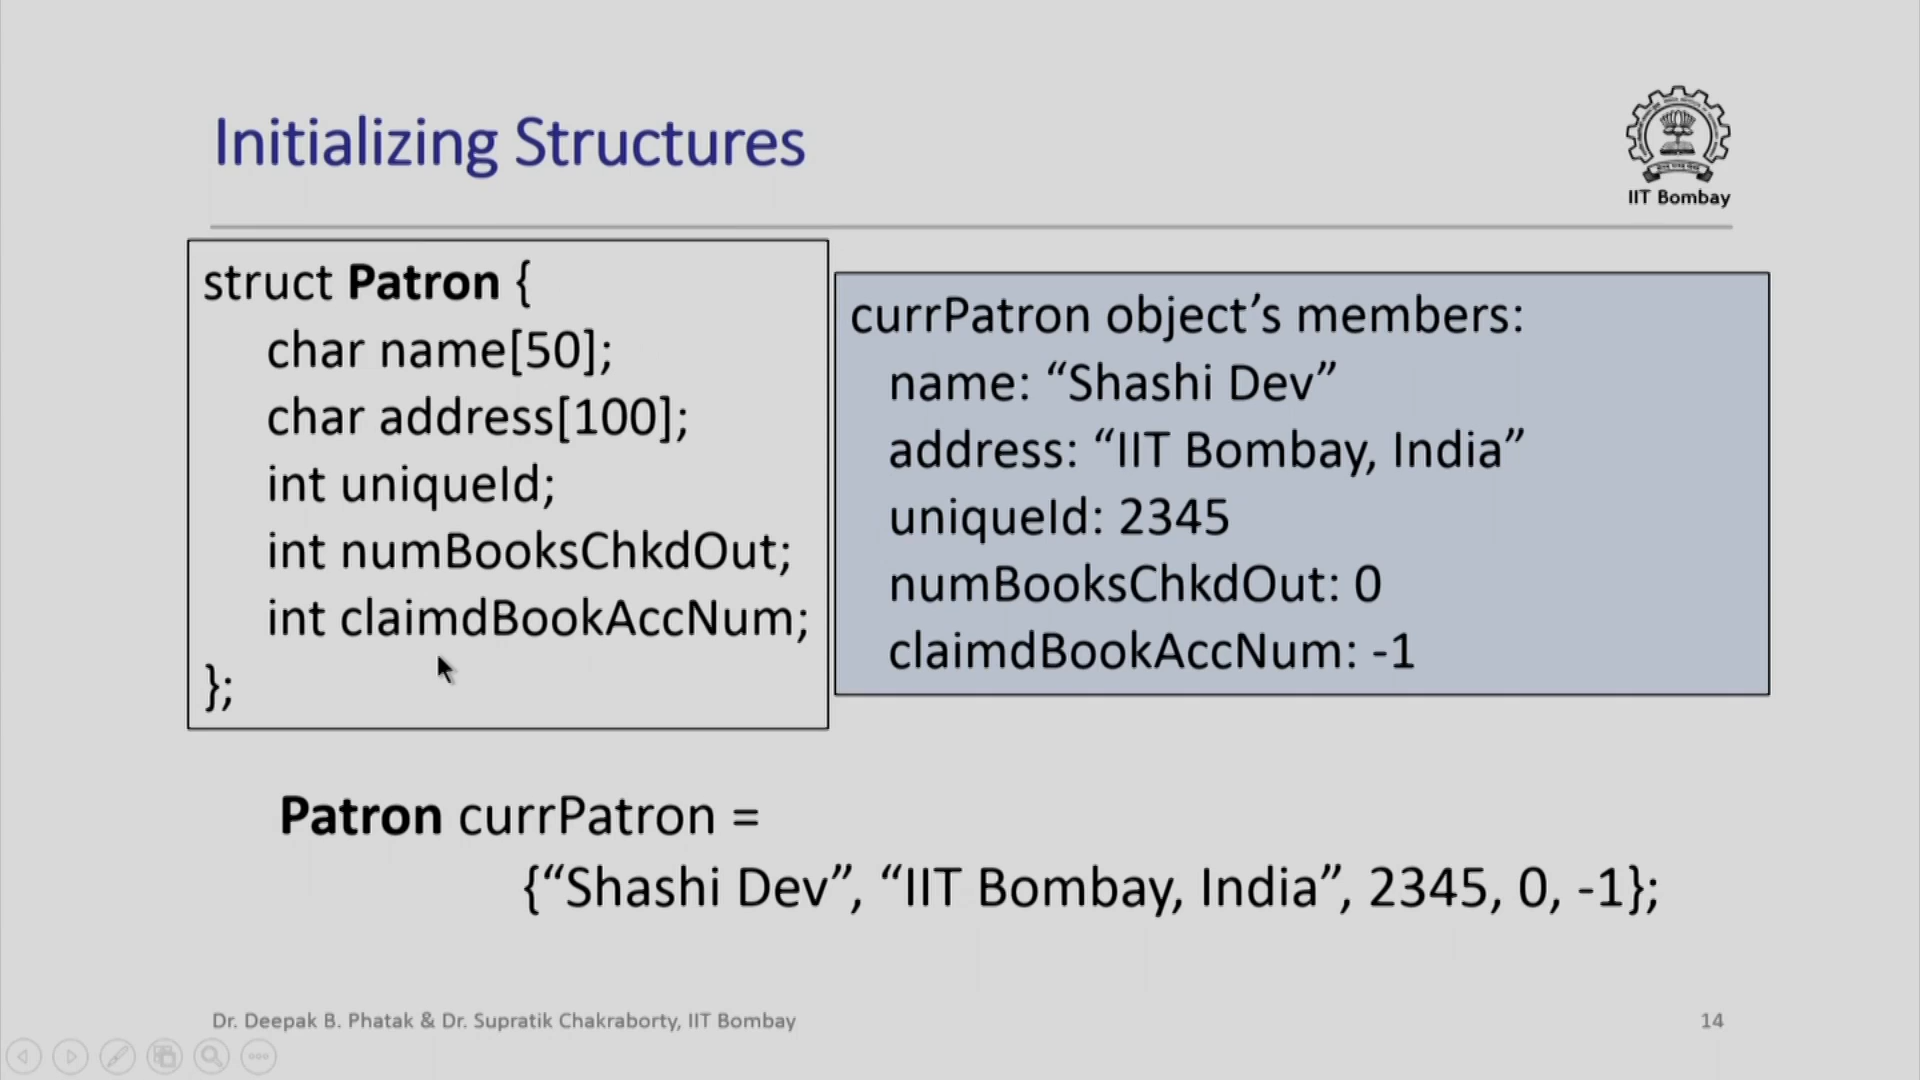 Initializing Structures
IIT Bombay
struct Patron {
char name[50];
char address[100];
int uniqueId;
int numBooksChkdOut;
int claimdBookAccNum;
};
currPatron object’s members:
name: “Shashi Dev”
address: “IIT Bombay, India”
uniqueId: 2345
numBooksChkdOut: 0
claimdBookAccNum: -1
Patron currPatron =
{“Shashi Dev”, “IIT Bombay, India”, 2345, 0, -1};
Dr. Deepak B. Phatak & Dr. Supratik Chakraborty, IIT Bombay
14